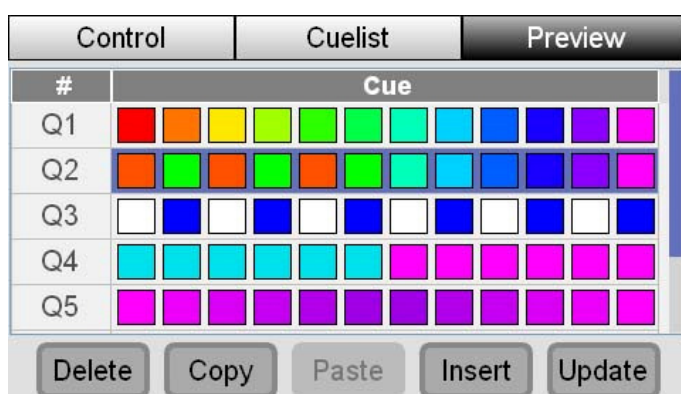 Control Cuelist Preview
# Cue
Q1
Q2
Q3
Q4
Q5
Delete Copy Paste Insert Update